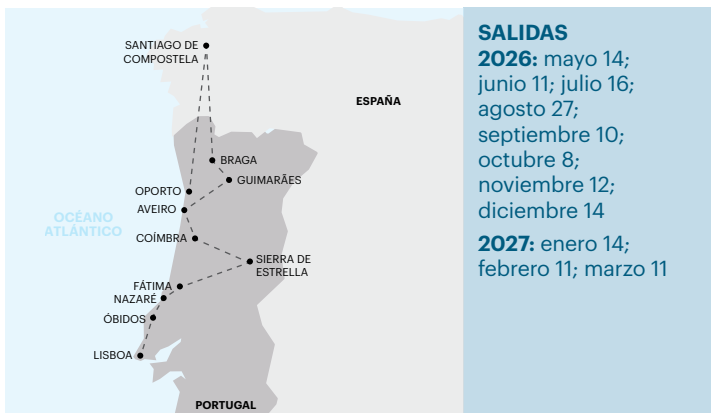 SANTIAGO DE
COMPOSTELA
ESPAÑA
BRAGA
GUIMARÃES
OPORTO
AVEIRO
OCÉANO
ATLÁNTICO
COÍMBRA
SIERRA DE
ESTRELLA
FÁTIMA
NAZARÉ
ÓBIDOS
LISBOA
PORTUGAL
SALIDAS
2026: mayo 14;
junio 11; julio 16;
agosto 27;
septiembre 10;
octubre 8;
noviembre 12;
diciembre 14
2027: enero 14;
febrero 11; marzo 11